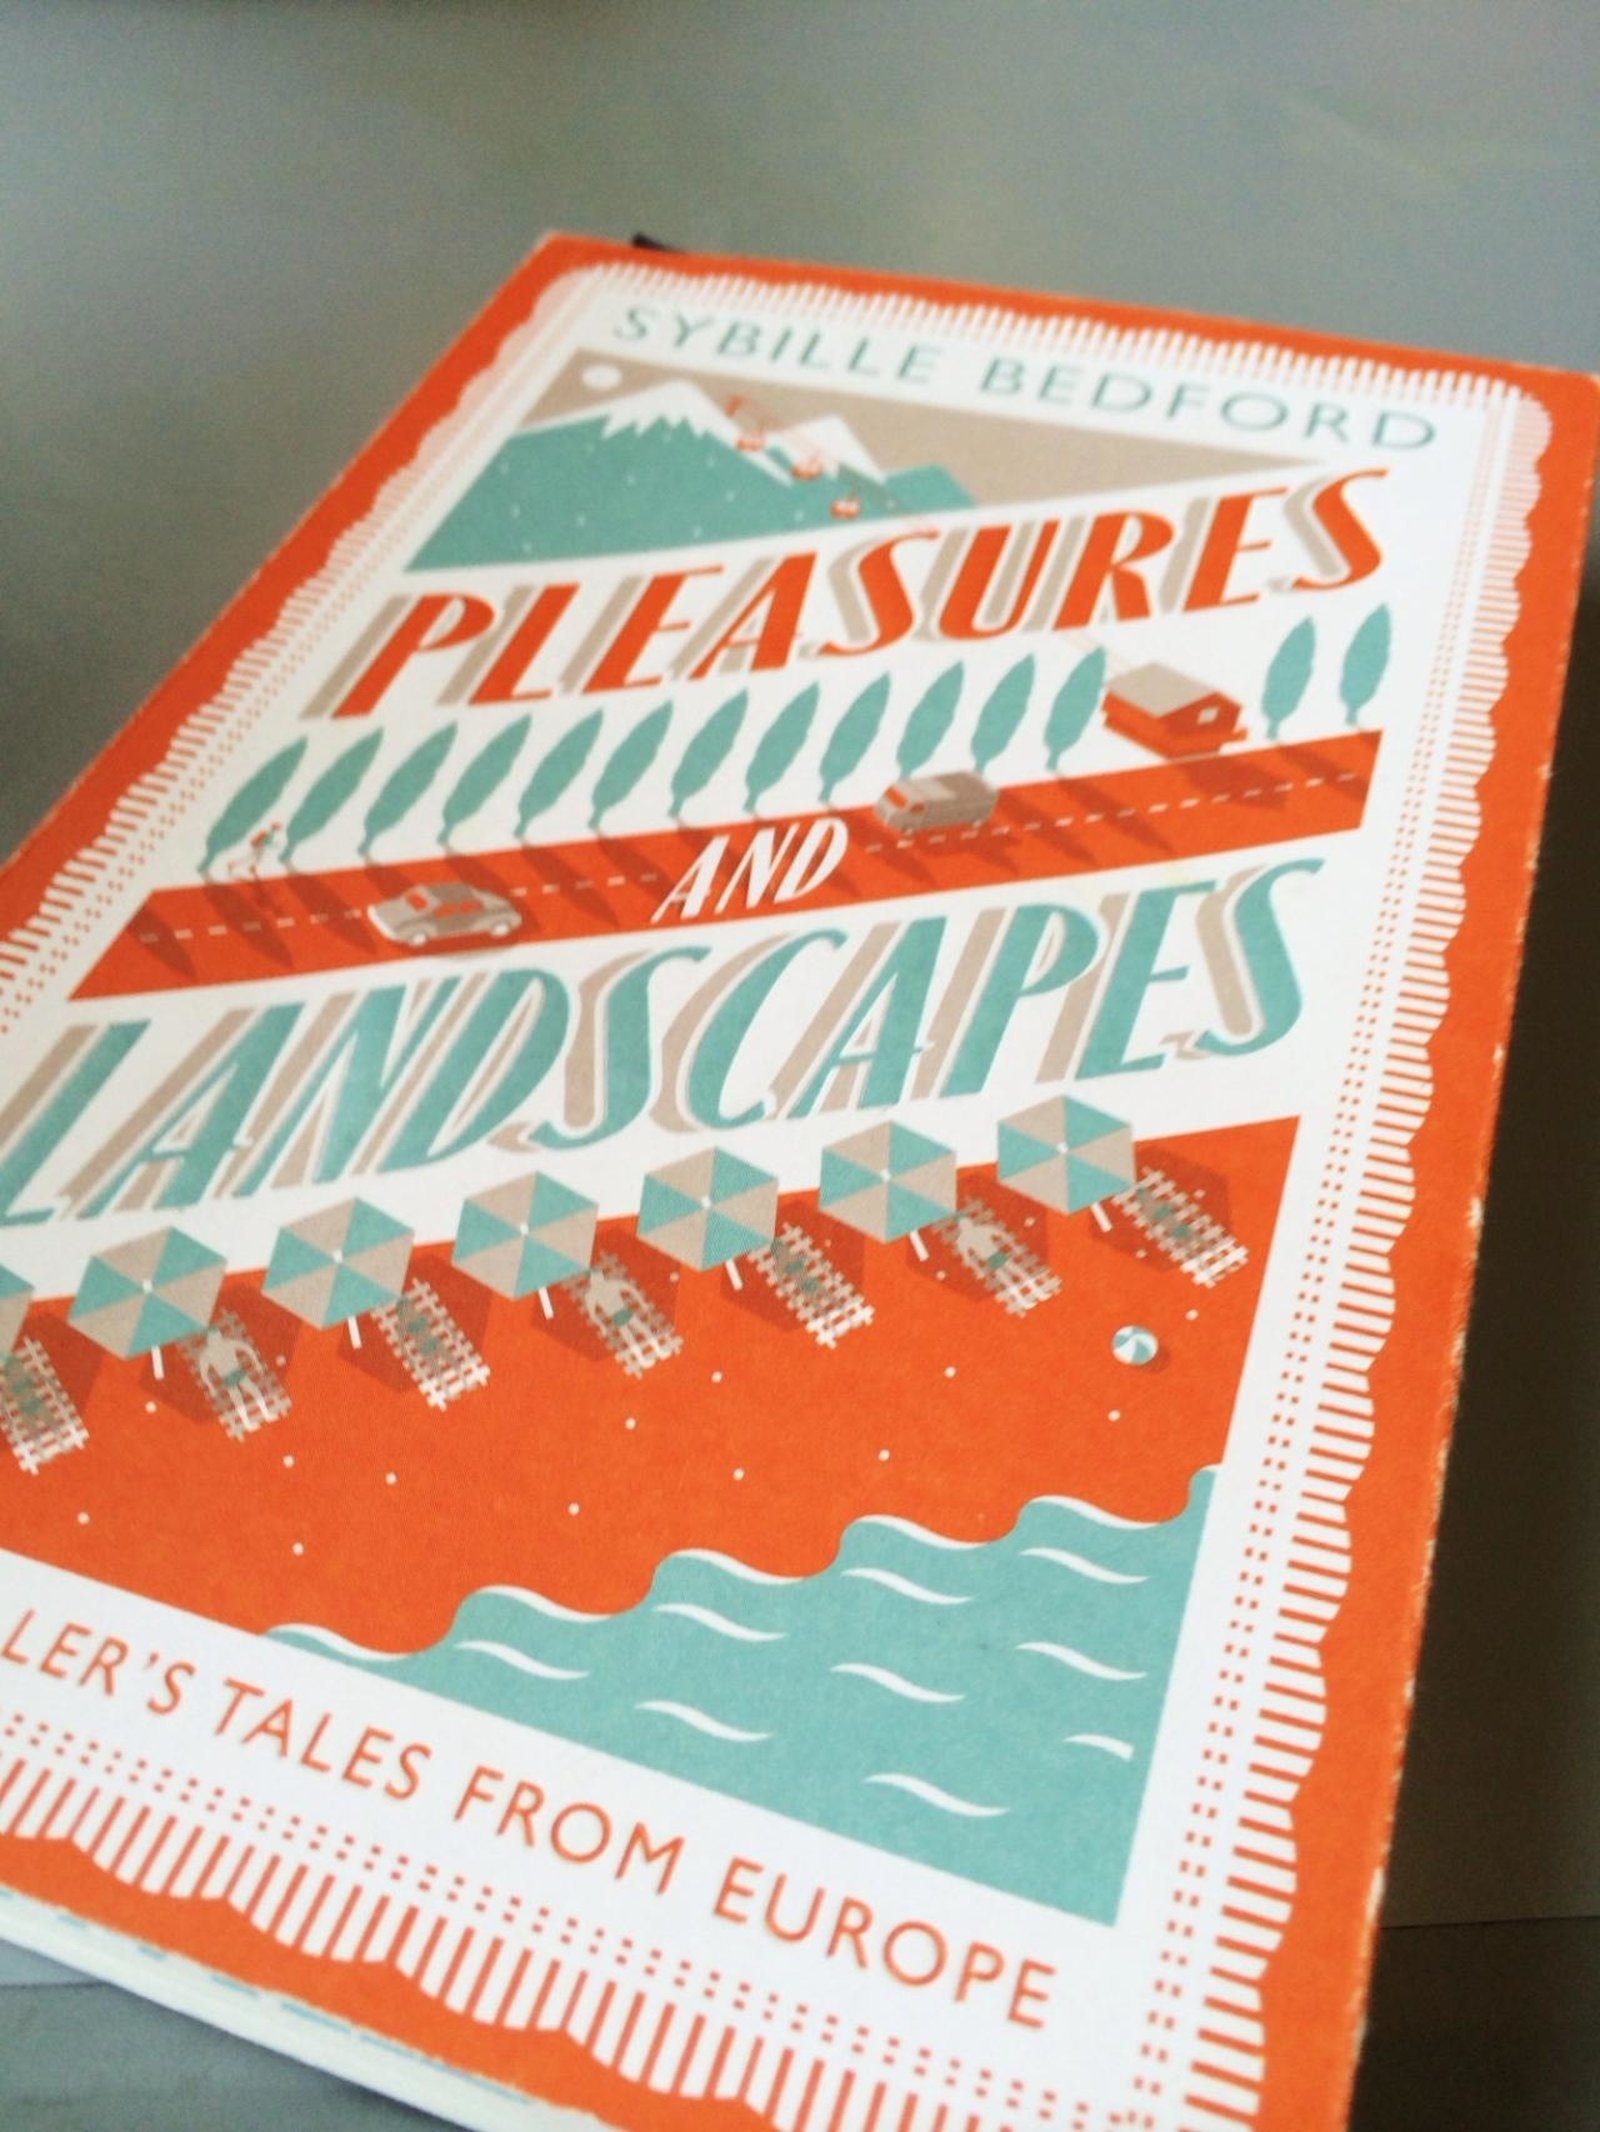 SYBILLE BEDFORD
PLEASURES
AND
LANDSCAPES
LER'S TALES FROM EUROPE